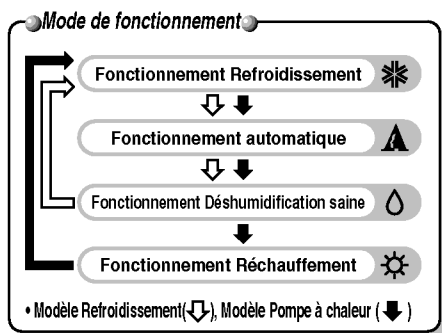 Mode de fonctionnement
Fonctionnement Refroidissement
Fonctionnement automatique
Fonctionnement Déshumidification saine
Fonctionnement Réchauffement
• Modèle Refroidissement(), Modèle Pompe à chaleur ( )